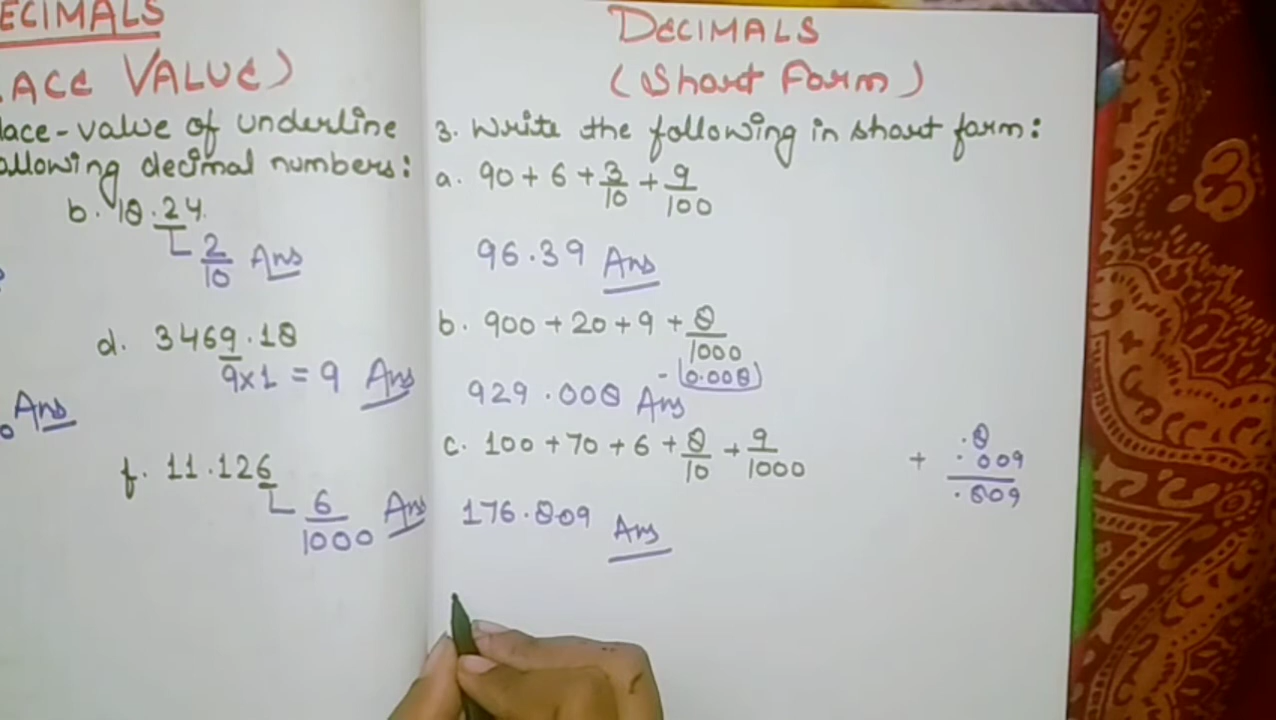 ECIMALS
ACE VALUE)
lace-value of underline
ollowing decimal numbers:
b. 18.24
2/10 Ans
d. 3469.18
9x1 = 9 Ans
Ans
f. 11.126
6/1000 Ans
DECIMALS
(Short Form)
3. Write the following in short form:
a. 90 + 6 + 3/10 + 9/100
96.39 Ans
b. 900 + 20 + 9 + 8/1000
- 0.008
929.008 Ans
c. 100 + 70 + 6 + 8/10 + 9/1000
176.809 Ans
.8
+ .009
.809